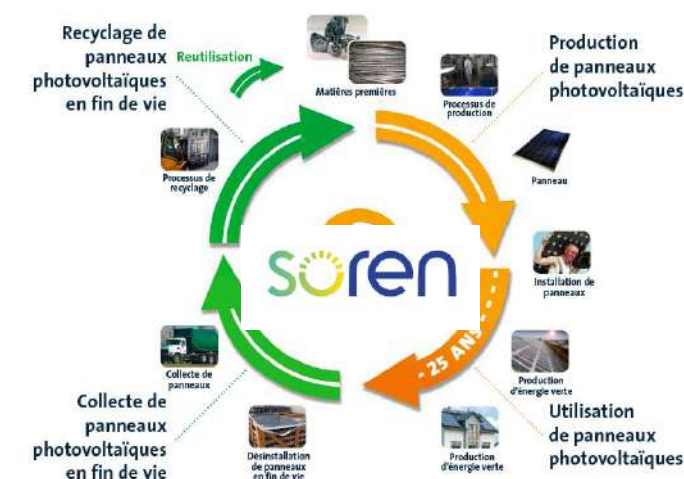 Recyclage de
panneaux
photovoltaïques
en fin de vie
Reutilisation
Matières premières
Processus de
production
Production
de panneaux
photovoltaïques
Processus de
recyclage
Panneau
soren
Installation de
panneaux
- 25 ANS -
Collecte de
panneaux
Production
d'énergie verte
Collecte de
panneaux
photovoltaïques
en fin de vie
Désinstallation
de panneaux
en fin de vie
Production
d'énergie verte
Utilisation
de panneaux
photovoltaïques